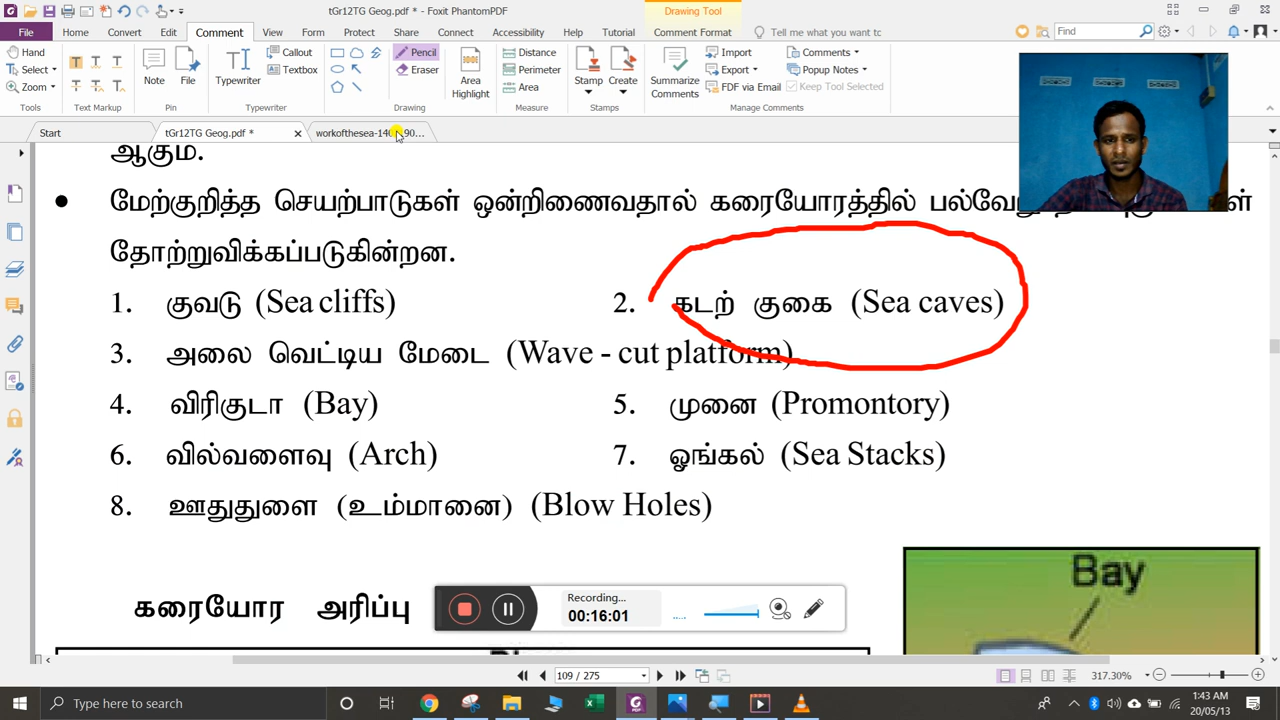 tGr12TG Geog.pdf * - Foxit PhantomPDF
Drawing Tool
File Home Convert Edit Comment View Form Protect Share Connect Accessibility Help Tutorial Comment Format Tell me what you want tc Find
Hand Select Zoom Tools
Text Markup
Note File Pin
Typewriter Callout Textbox Typewriter
Pencil Eraser Drawing
Area Highlight
Distance Perimeter Area Measure
Stamp Create Stamps
Summarize Comments Import Export FDF via Email Comments Popup Notes Keep Tool Selected Manage Comments
Start tGr12TG Geog.pdf * workofthesea-140 90...
ஆகும்.
• மேற்குறித்த செயற்பாடுகள் ஒன்றிணைவதால் கரையோரத்தில்
தோற்றுவிக்கப்படுகின்றன.
1. குவடு (Sea cliffs) 2. கடற் குகை (Sea caves)
3. அலை வெட்டிய மேடை (Wave - cut platform)
4. விரிகுடா (Bay) 5. முனை (Promontory)
6. வில்வளைவு (Arch) 7. ஓங்கல் (Sea Stacks)
8. ஊதுதுளை (உம்மானை) (Blow Holes)
Bay
கரையோர அரிப்பு
Recording...
00:16:01
109 / 275 317.30%
Type here to search
1:43 AM
20/05/13